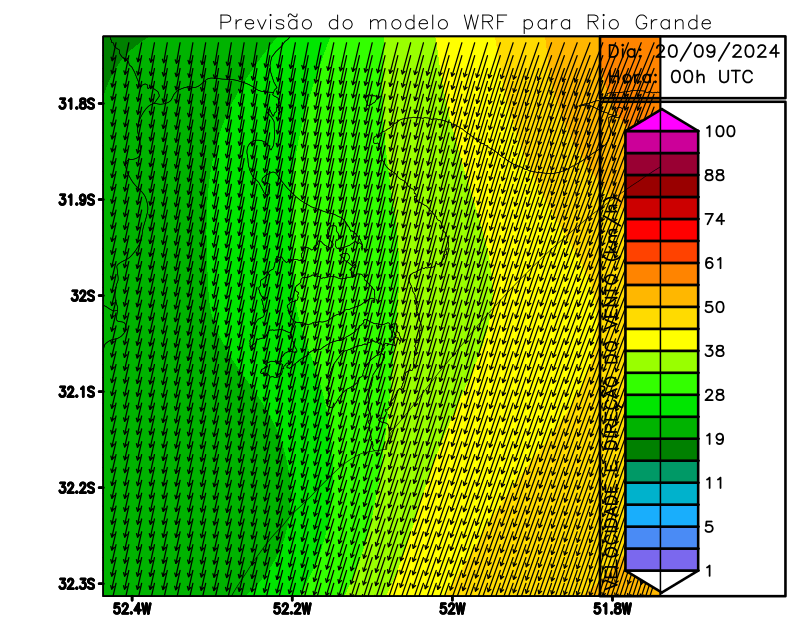 Previsão do modelo WRF para Rio Grande
Dia: 20/09/2024
Hora: 00h UTC
31.8S
31.9S
32S
32.1S
32.2S
32.3S
52.4W
52.2W
52W
51.8W
VELOCIDADE E DIREÇÃO DO VENTO (km/h)
100
88
74
61
50
38
28
19
11
5
1